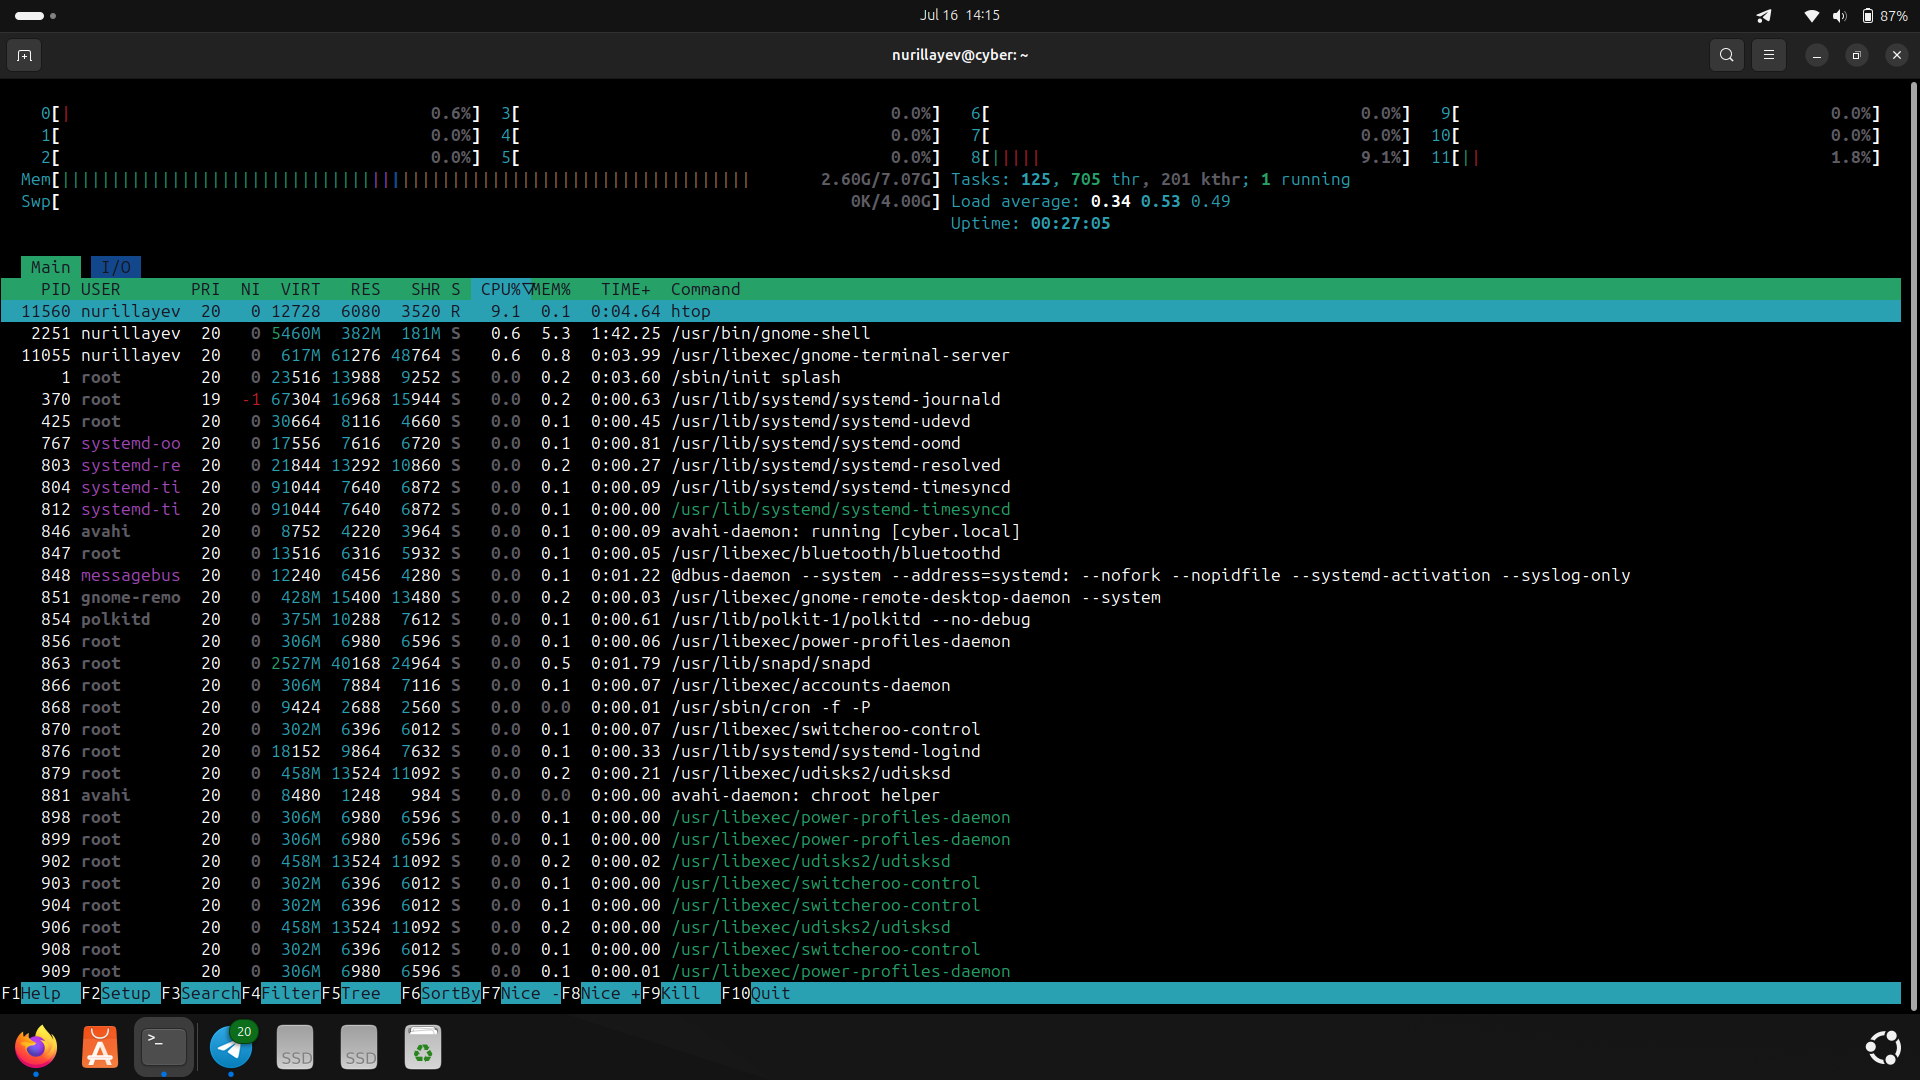 Jul 16 14:15
87%
nurillayev@cyber: ~
0[| 0.6%] 3[ 0.0%] 6[ 0.0%] 9[ 0.0%]
1[ 0.0%] 4[ 0.0%] 7[ 0.0%] 10[ 0.0%]
2[ 0.0%] 5[ 0.0%] 8[||||| 9.1%] 11[|| 1.8%]
Mem[||||||||||||||||||||||||||||||||||||||||||||||||||||||||||||||||||||| 2.60G/7.07G] Tasks: 125, 705 thr, 201 kthr; 1 running
Swp[ 0K/4.00G] Load average: 0.34 0.53 0.49
Uptime: 00:27:05
Main I/O
PID USER PRI NI VIRT RES SHR S CPU%▽MEM% TIME+ Command
11560 nurillayev 20 0 12728 6080 3520 R 9.1 0.1 0:04.64 htop
2251 nurillayev 20 0 5460M 382M 181M S 0.6 5.3 1:42.25 /usr/bin/gnome-shell
11055 nurillayev 20 0 617M 61276 48764 S 0.6 0.8 0:03.99 /usr/libexec/gnome-terminal-server
1 root 20 0 23516 13988 9252 S 0.0 0.2 0:03.60 /sbin/init splash
370 root 19 -1 67304 16968 15944 S 0.0 0.2 0:00.63 /usr/lib/systemd/systemd-journald
425 root 20 0 30664 8116 4660 S 0.0 0.1 0:00.45 /usr/lib/systemd/systemd-udevd
767 systemd-oo 20 0 17556 7616 6720 S 0.0 0.1 0:00.81 /usr/lib/systemd/systemd-oomd
803 systemd-re 20 0 21844 13292 10860 S 0.0 0.2 0:00.27 /usr/lib/systemd/systemd-resolved
804 systemd-ti 20 0 91044 7640 6872 S 0.0 0.1 0:00.09 /usr/lib/systemd/systemd-timesyncd
812 systemd-ti 20 0 91044 7640 6872 S 0.0 0.1 0:00.00 /usr/lib/systemd/systemd-timesyncd
846 avahi 20 0 8752 4220 3964 S 0.0 0.1 0:00.09 avahi-daemon: running [cyber.local]
847 root 20 0 13516 6316 5932 S 0.0 0.1 0:00.05 /usr/libexec/bluetooth/bluetoothd
848 messagebus 20 0 12240 6456 4280 S 0.0 0.1 0:01.22 @dbus-daemon --system --address=systemd: --nofork --nopidfile --systemd-activation --syslog-only
851 gnome-remo 20 0 428M 15400 13480 S 0.0 0.2 0:00.03 /usr/libexec/gnome-remote-desktop-daemon --system
854 polkitd 20 0 375M 10288 7612 S 0.0 0.1 0:00.61 /usr/lib/polkit-1/polkitd --no-debug
856 root 20 0 306M 6980 6596 S 0.0 0.1 0:00.06 /usr/libexec/power-profiles-daemon
863 root 20 0 2527M 40168 24964 S 0.0 0.5 0:01.79 /usr/lib/snapd/snapd
866 root 20 0 306M 7884 7116 S 0.0 0.1 0:00.07 /usr/libexec/accounts-daemon
868 root 20 0 9424 2688 2560 S 0.0 0.0 0:00.01 /usr/sbin/cron -f -P
870 root 20 0 302M 6396 6012 S 0.0 0.1 0:00.07 /usr/libexec/switcheroo-control
876 root 20 0 18152 9864 7632 S 0.0 0.1 0:00.33 /usr/lib/systemd/systemd-logind
879 root 20 0 458M 13524 11092 S 0.0 0.2 0:00.21 /usr/libexec/udisks2/udisksd
881 avahi 20 0 8480 1248 984 S 0.0 0.0 0:00.00 avahi-daemon: chroot helper
898 root 20 0 306M 6980 6596 S 0.0 0.1 0:00.00 /usr/libexec/power-profiles-daemon
899 root 20 0 306M 6980 6596 S 0.0 0.1 0:00.00 /usr/libexec/power-profiles-daemon
902 root 20 0 458M 13524 11092 S 0.0 0.2 0:00.02 /usr/libexec/udisks2/udisksd
903 root 20 0 302M 6396 6012 S 0.0 0.1 0:00.00 /usr/libexec/switcheroo-control
904 root 20 0 302M 6396 6012 S 0.0 0.1 0:00.00 /usr/libexec/switcheroo-control
906 root 20 0 458M 13524 11092 S 0.0 0.2 0:00.00 /usr/libexec/udisks2/udisksd
908 root 20 0 302M 6396 6012 S 0.0 0.1 0:00.00 /usr/libexec/switcheroo-control
909 root 20 0 306M 6980 6596 S 0.0 0.1 0:00.01 /usr/libexec/power-profiles-daemon
F1Help F2Setup F3SearchF4FilterF5Tree F6SortByF7Nice -F8Nice +F9Kill F10Quit
20
SSD
SSD